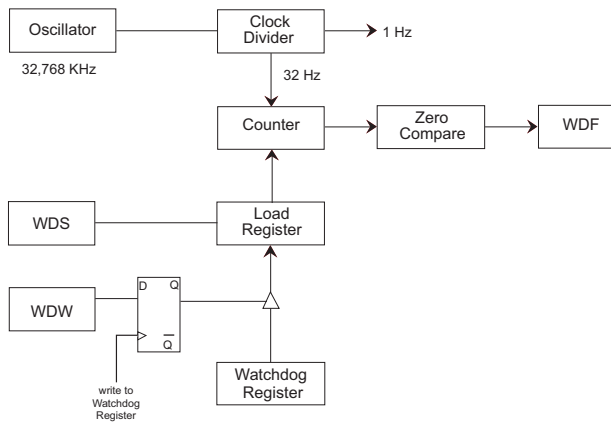 Oscillator
Clock
Divider
1 Hz
32,768 KHz
32 Hz
Counter
Zero
Compare
WDF
WDS
Load
Register
WDW
D
Q
Q
write to
Watchdog
Register
Watchdog
Register